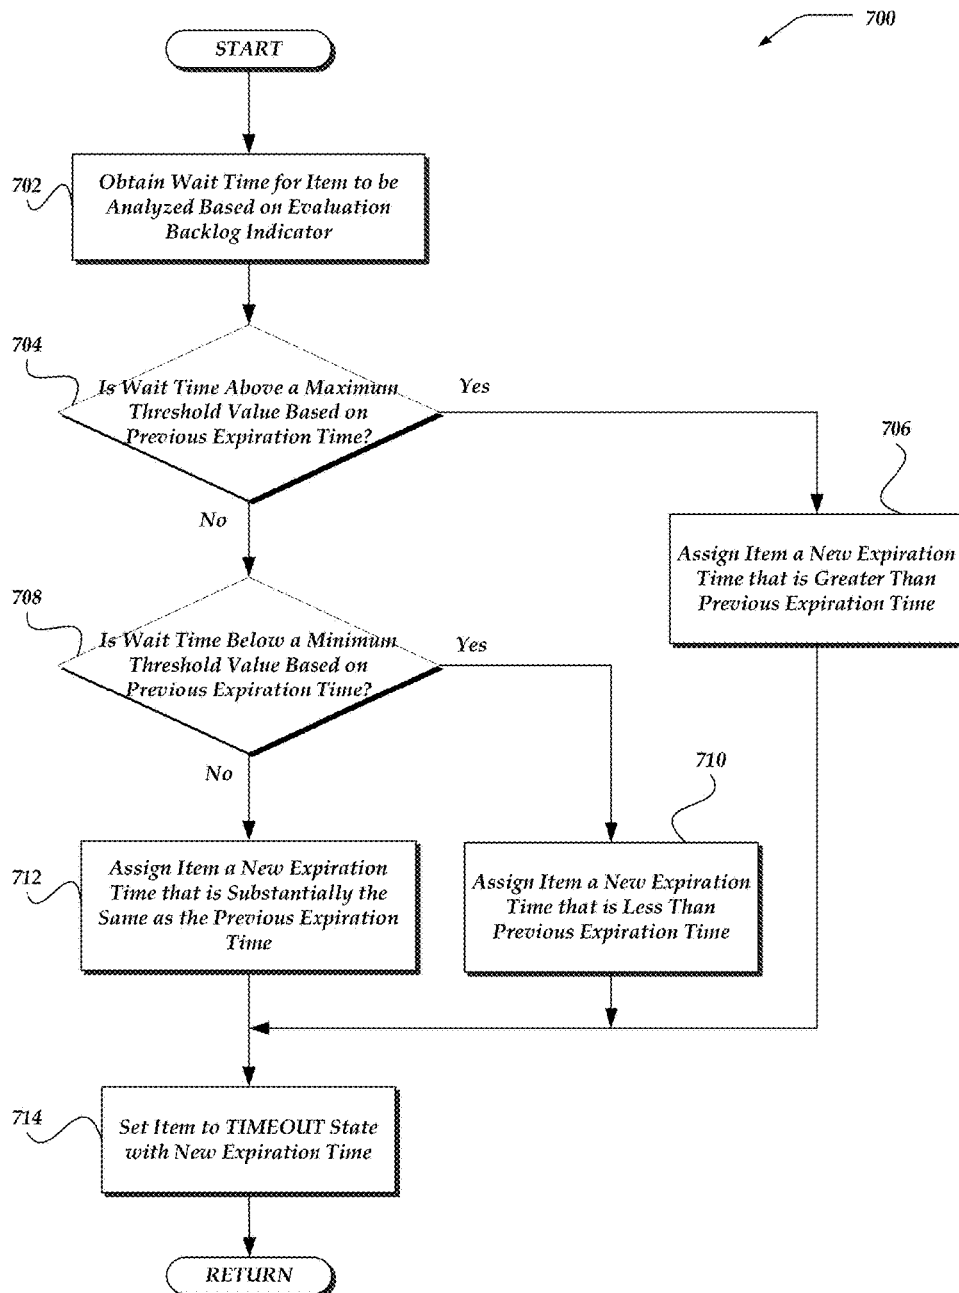 700
START
702
Obtain Wait Time for Item to be
Analyzed Based on Evaluation
Backlog Indicator
704
Is Wait Time Above a Maximum
Threshold Value Based on
Previous Expiration Time?
Yes
No
706
Assign Item a New Expiration
Time that is Greater Than
Previous Expiration Time
708
Is Wait Time Below a Minimum
Threshold Value Based on
Previous Expiration Time?
Yes
No
710
Assign Item a New Expiration
Time that is Less Than
Previous Expiration Time
712
Assign Item a New Expiration
Time that is Substantially the
Same as the Previous Expiration
Time
714
Set Item to TIMEOUT State
with New Expiration Time
RETURN